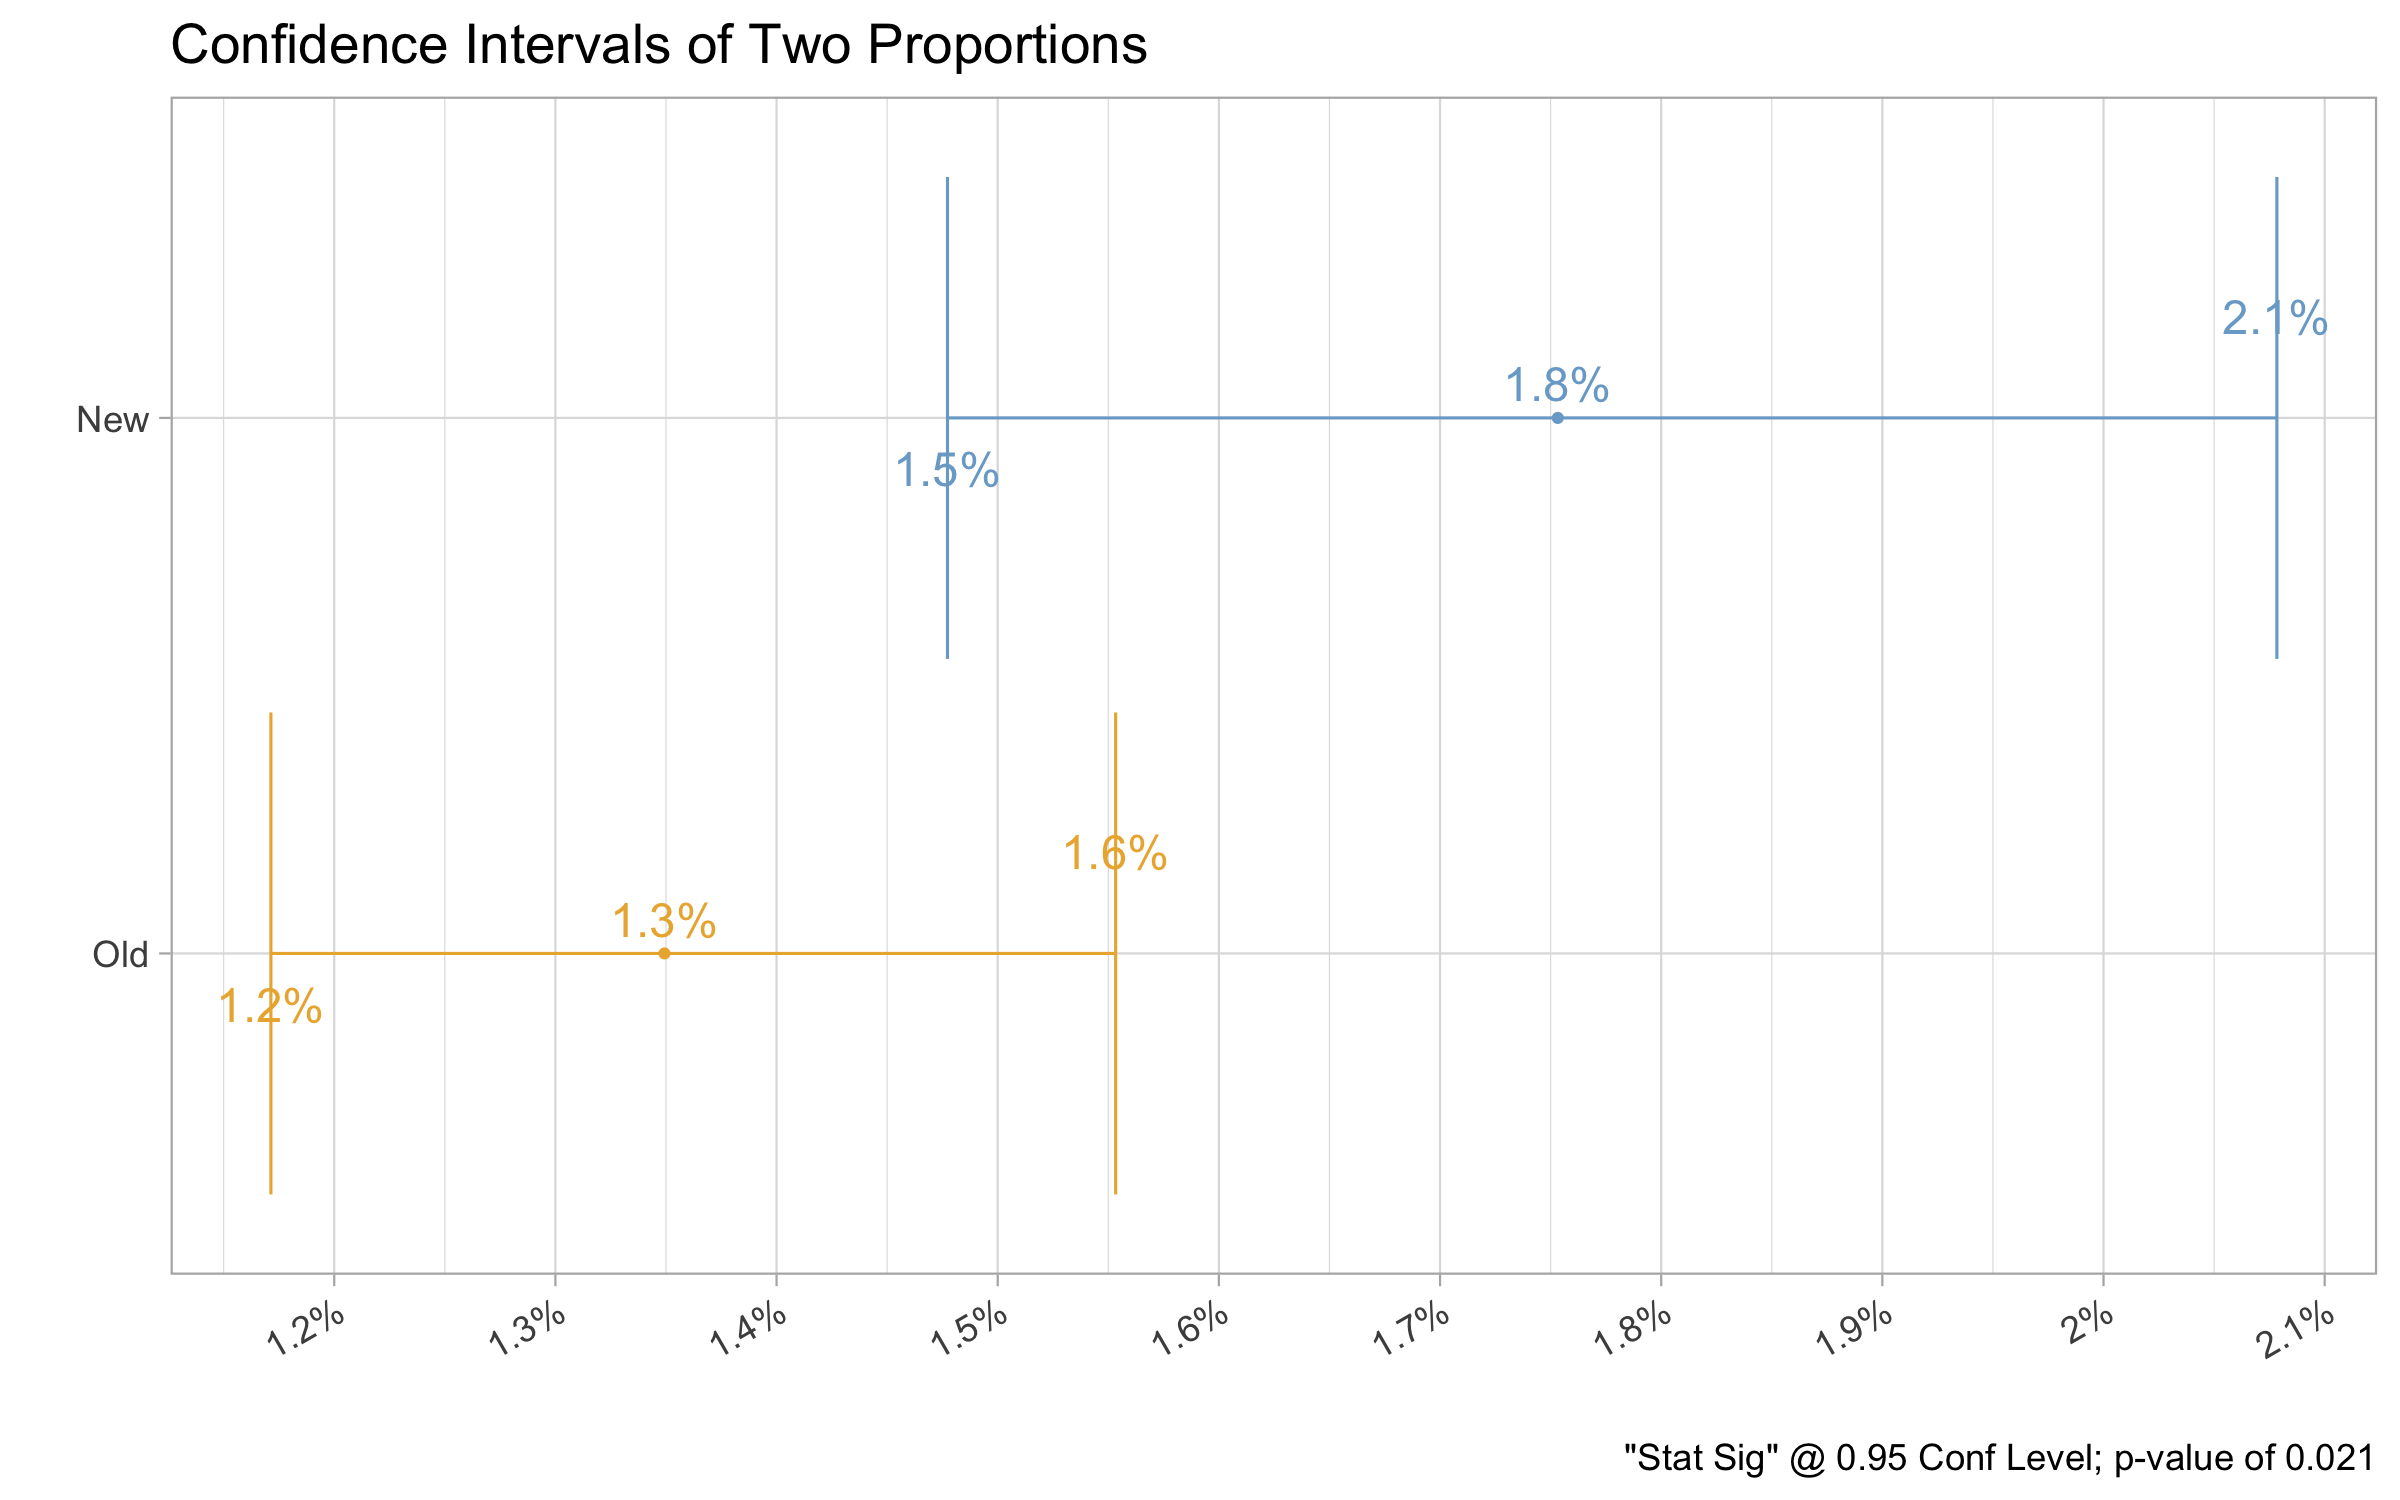 Confidence Intervals of Two Proportions
2.1%
1.8%
New
1.5%
1.6%
1.3%
Old
1.2%
1.2% 1.3% 1.4% 1.5% 1.6% 1.7% 1.8% 1.9% 2% 2.1%
"Stat Sig" @ 0.95 Conf Level; p-value of 0.021